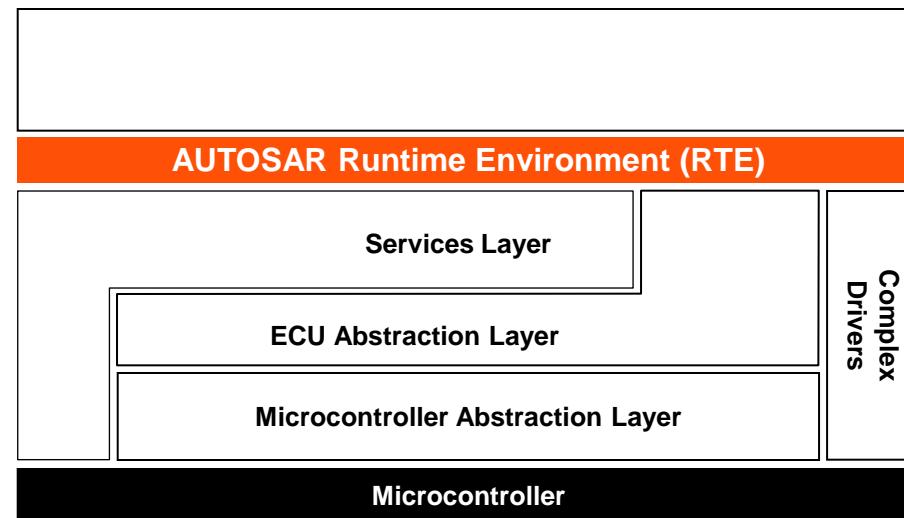 AUTOSAR Runtime Environment (RTE)
Services Layer
ECU Abstraction Layer
Complex
Drivers
Microcontroller Abstraction Layer
Microcontroller